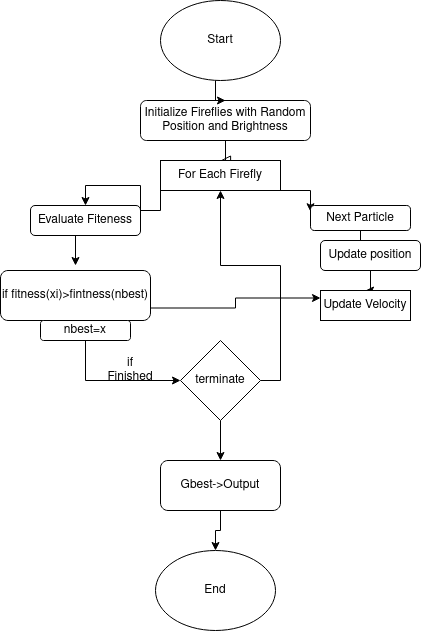 Start
Initialize Fireflies with Random
Position and Brightness
For Each Firefly
Evaluate Fiteness
Next Particle
Update position
if fitness(xi)>fintness(nbest)
Update Velocity
nbest=x
if
Finished
terminate
Gbest->Output
End